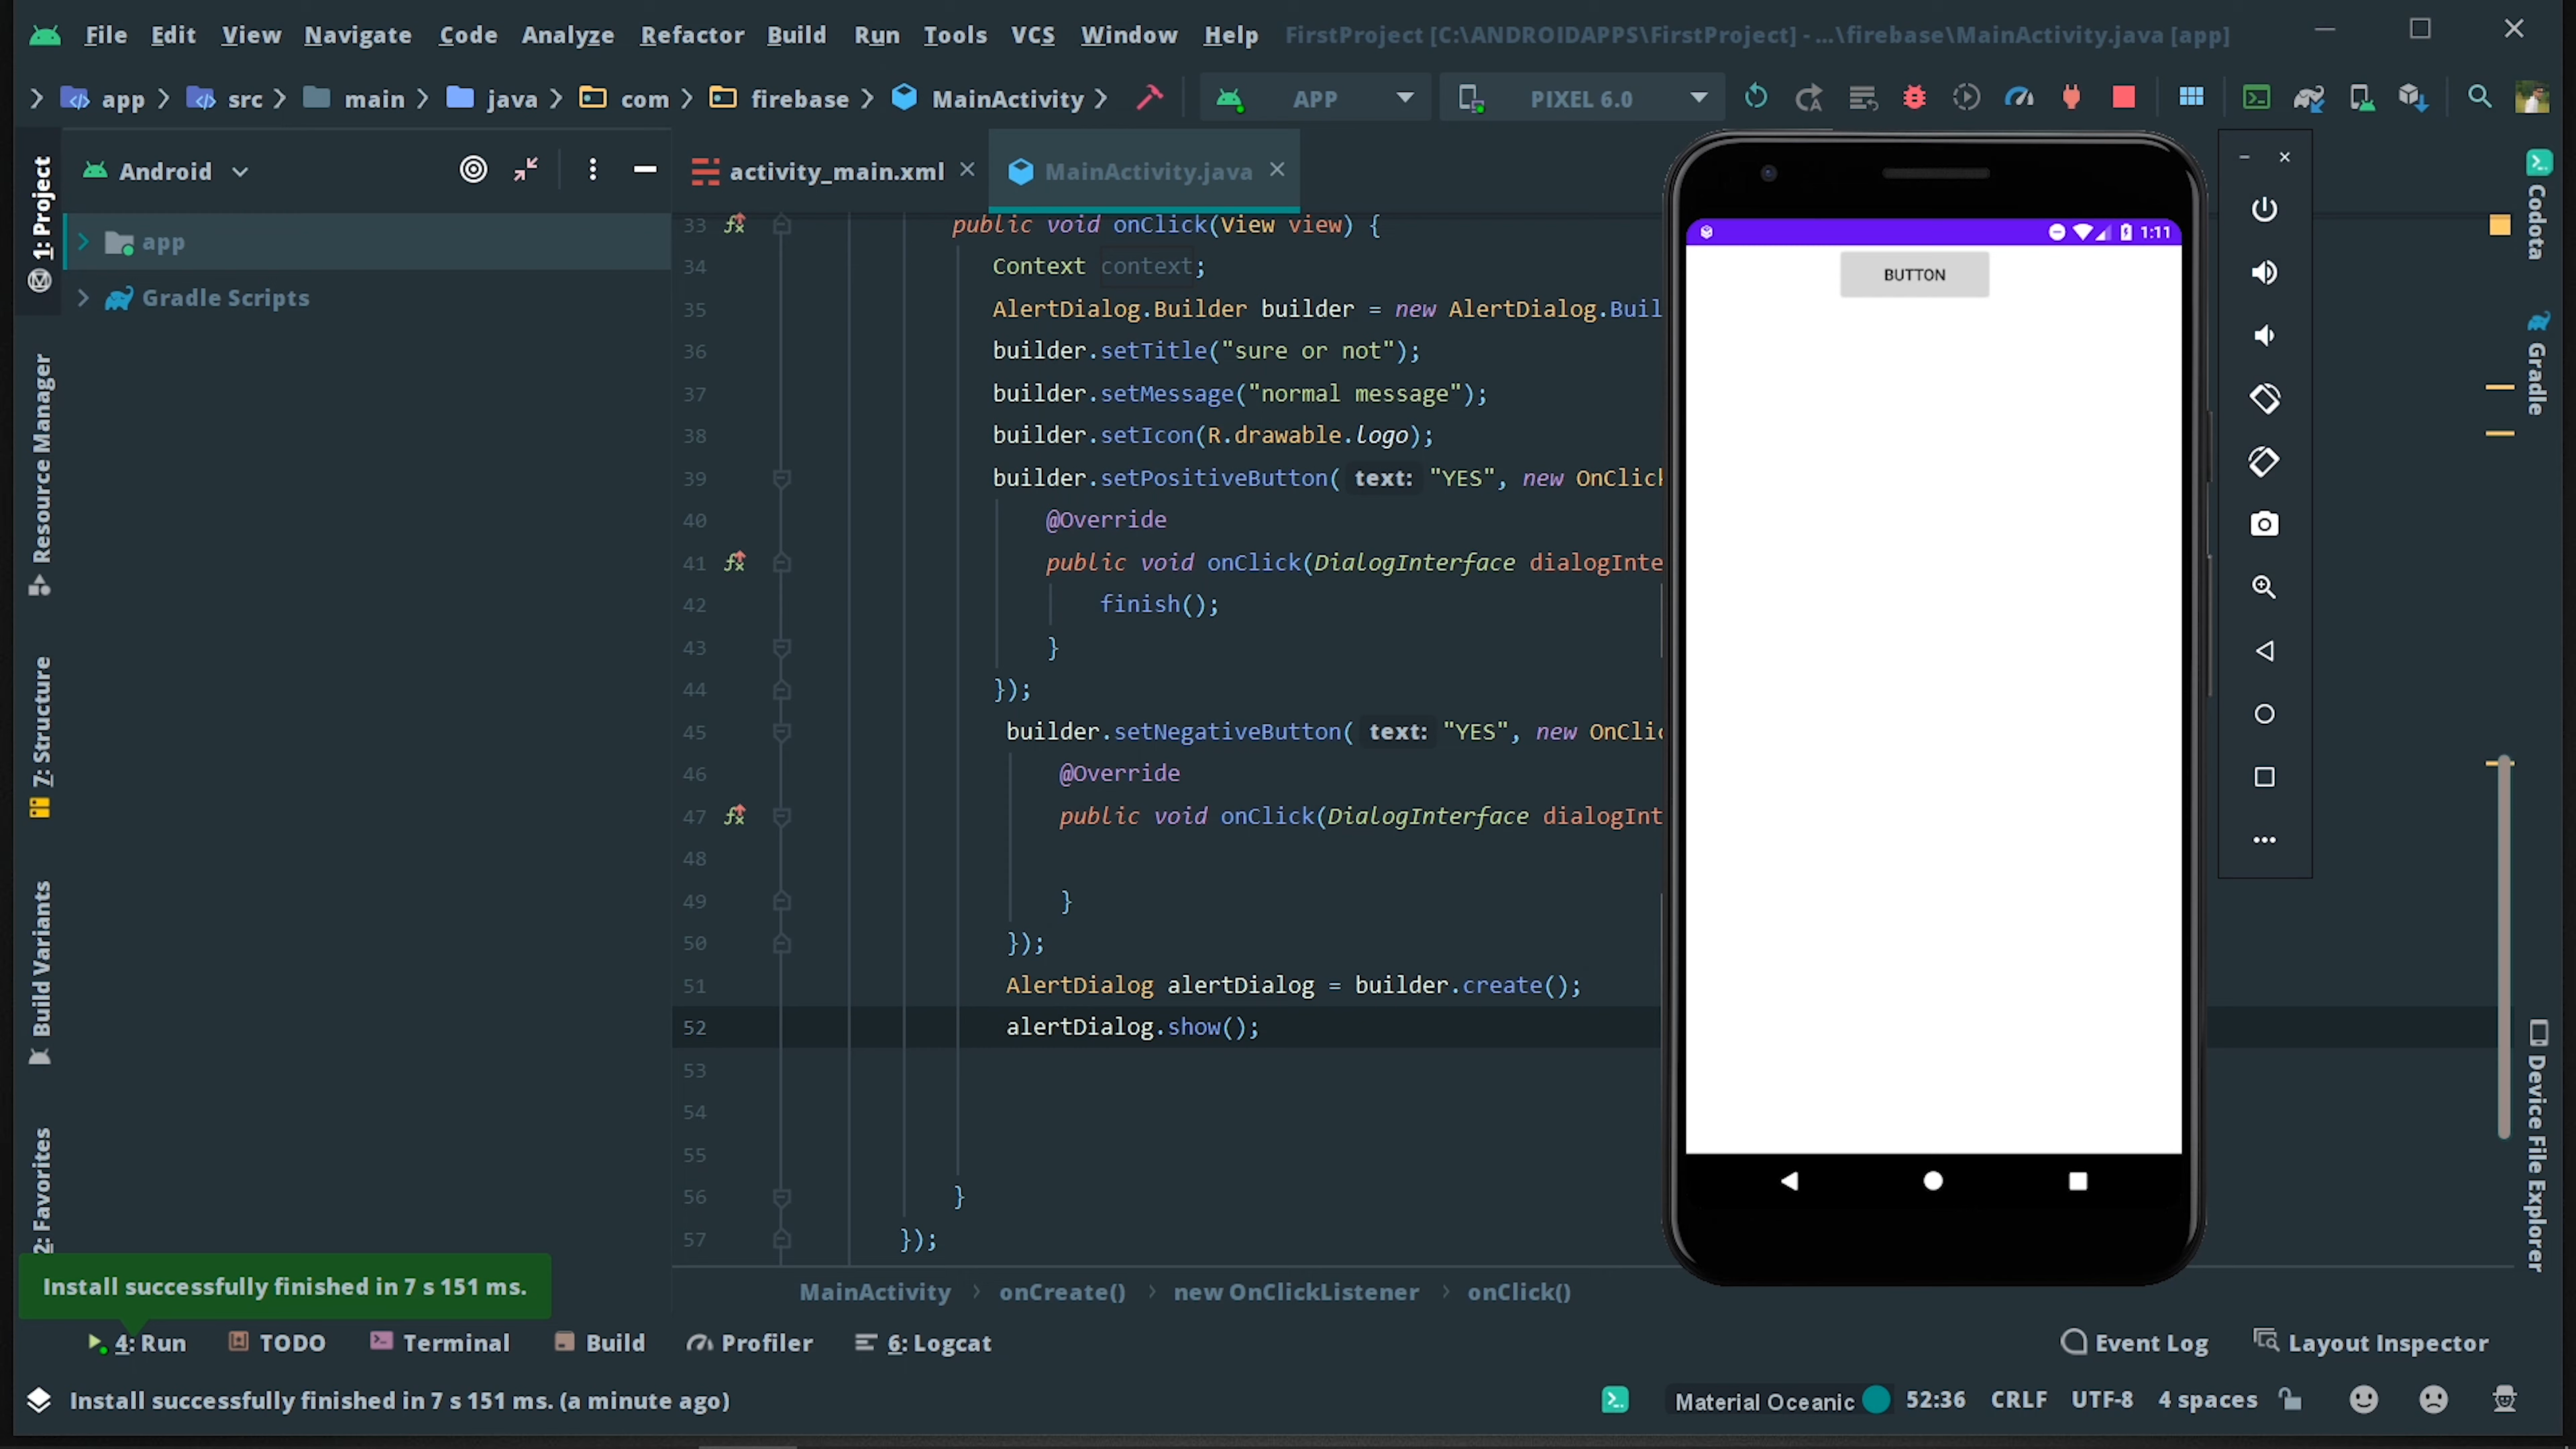 File Edit View Navigate Code Analyze Refactor Build Run Tools VCS Window Help FirstProject [C:\ANDROIDAPPS\FirstProject] - ...\firebase\MainActivity.java [app]
app src main java com firebase MainActivity APP PIXEL 6.0
1: Project
Resource Manager
7: Structure
Build Variants
2: Favorites
Android
app
Gradle Scripts
activity_main.xml MainActivity.java
33 public void onClick(View view) {
34 Context context;
35 AlertDialog.Builder builder = new AlertDialog.Buil
36 builder.setTitle("sure or not");
37 builder.setMessage("normal message");
38 builder.setIcon(R.drawable.logo);
39 builder.setPositiveButton( text: "YES", new OnClick
40 @Override
41 public void onClick(DialogInterface dialogInte
42 finish();
43 }
44 });
45 builder.setNegativeButton( text: "YES", new OnClic
46 @Override
47 public void onClick(DialogInterface dialogInt
48
49 }
50 });
51 AlertDialog alertDialog = builder.create();
52 alertDialog.show();
53
54
55
56 }
57 });
1:11
BUTTON
Codota
Gradle
Device File Explorer
MainActivity › onCreate() › new OnClickListener › onClick()
Install successfully finished in 7 s 151 ms.
4: Run TODO Terminal Build Profiler 6: Logcat Event Log Layout Inspector
Install successfully finished in 7 s 151 ms. (a minute ago) Material Oceanic 52:36 CRLF UTF-8 4 spaces